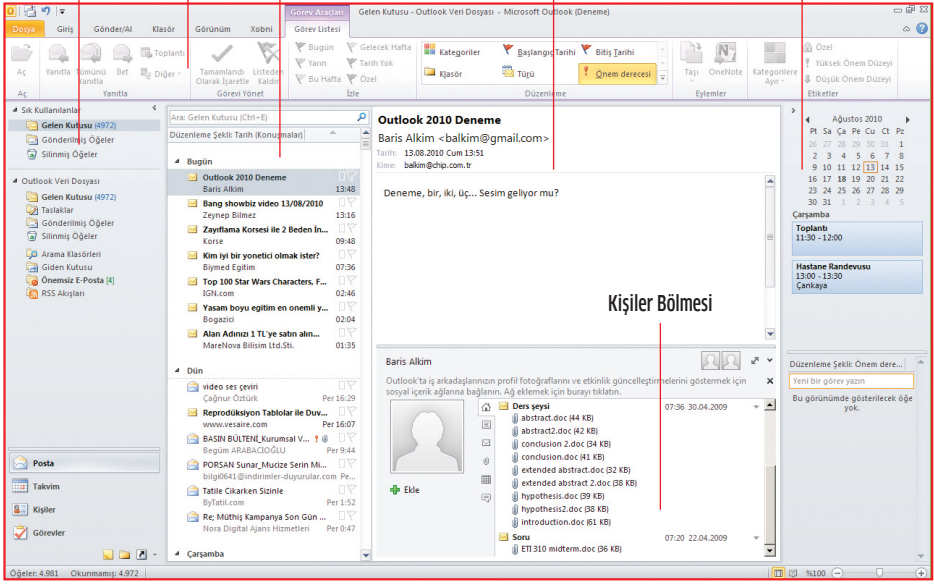 Görev Araçları
Gelen Kutusu - Outlook Veri Dosyası - Microsoft Outlook (Deneme)
Dosya Giriş Gönder/Al Klasör Görünüm Xobni Görev Listesi
Aç
Yanıtla Tümünü Yanıtla İlet
Toplantı
Diğer
Tamamlandı Olarak İşaretle
Listeden Kaldır
Bugün Gelecek Hafta
Yarın Tarih Yok
Bu Hafta Özel
Kategoriler Başlangıç Tarihi Bitiş Tarihi
Klasör Türü Önem derecesi
Taşı OneNote
Kategorilere Ayır
Özel
Yüksek Önem Düzeyi
Düşük Önem Düzeyi
Aç Yanıtla Görevi Yönet İzle Düzenleme Eylemler Etiketler
Sık Kullanılanlar
Gelen Kutusu (4972)
Gönderilmiş Öğeler
Silinmiş Öğeler
Outlook Veri Dosyası
Gelen Kutusu (4972)
Taslaklar
Gönderilmiş Öğeler
Silinmiş Öğeler
Arama Klasörleri
Giden Kutusu
Önemsiz E-Posta [4]
RSS Akışları
Posta
Takvim
Kişiler
Görevler
Ara: Gelen Kutusu (Ctrl+E)
Düzenleme Şekli: Tarih (Konuşmalar)
Bugün
Outlook 2010 Deneme
Baris Alkim 13:48
Bang showbiz video 13/08/2010
Zeynep Bilmez 13:16
Zayıflama Korsesi ile 2 Beden İn...
Korse 09:48
Kim iyi bir yonetici olmak ister?
Biymed Egitim 07:36
Top 100 Star Wars Characters, F...
IGN.com 02:46
Yasam boyu egitim en onemli y...
Bogazici 02:04
Alan Adınızı 1 TL'ye satın alın...
MareNova Bilisim Ltd.Sti. 01:35
Dün
video ses çeviri
Çağnur Öztürk Per 16:29
Reprodüksiyon Tablolar ile Duv...
www.vesaire.com Per 16:07
BASIN BÜLTENİ_Kurumsal V...
Begüm ARABACIOĞLU Per 9:44
PORSAN Sunar_Mucize Serin Mi...
bilgi0641@indirimler-duyurular.com Pe...
Tatile Cikarken Sizinle
ByTatil.com Per 1:52
Re; Müthiş Kampanya Son Gün ...
Nora Digital Ajans Hizmetleri Per 0:47
Çarşamba
Outlook 2010 Deneme
Baris Alkim <balkim@gmail.com>
Tarih: 13.08.2010 Cum 13:51
Kime: balkim@chip.com.tr
Deneme, bir, iki, üç... Sesim geliyor mu?
Kişiler Bölmesi
Baris Alkim
Outlook'ta iş arkadaşlarınızın profil fotoğraflarını ve etkinlik güncelleştirmelerini göstermek için
sosyal içerik ağlarına bağlanın. Ağ eklemek için burayı tıklatın.
Ekle
Ders şeysi 07:36 30.04.2009
abstract.doc (44 KB)
abstract2.doc (42 KB)
conclusion 2.doc (34 KB)
conclusion.doc (41 KB)
extended abstract.doc (32 KB)
extended abstract 2.doc (38 KB)
hypothesis.doc (39 KB)
hypothesis2.doc (38 KB)
introduction.doc (61 KB)
Soru 07:20 22.04.2009
ETI 310 midterm.doc (36 KB)
Ağustos 2010
Pt Sa Ça Pe Cu Ct Pz
26 27 28 29 30 31 1
2 3 4 5 6 7 8
9 10 11 12 13 14 15
16 17 18 19 20 21 22
23 24 25 26 27 28 29
30 31 1 2 3 4 5
Çarşamba
Toplantı
11:30 - 12:00
Hastane Randevusu
13:00 - 13:30
Çankaya
Düzenleme Şekli: Önem dere...
Yeni bir görev yazın
Bu görünümde gösterilecek öğe
yok.
Öğeler: 4.981 Okunmamış: 4.972
%100